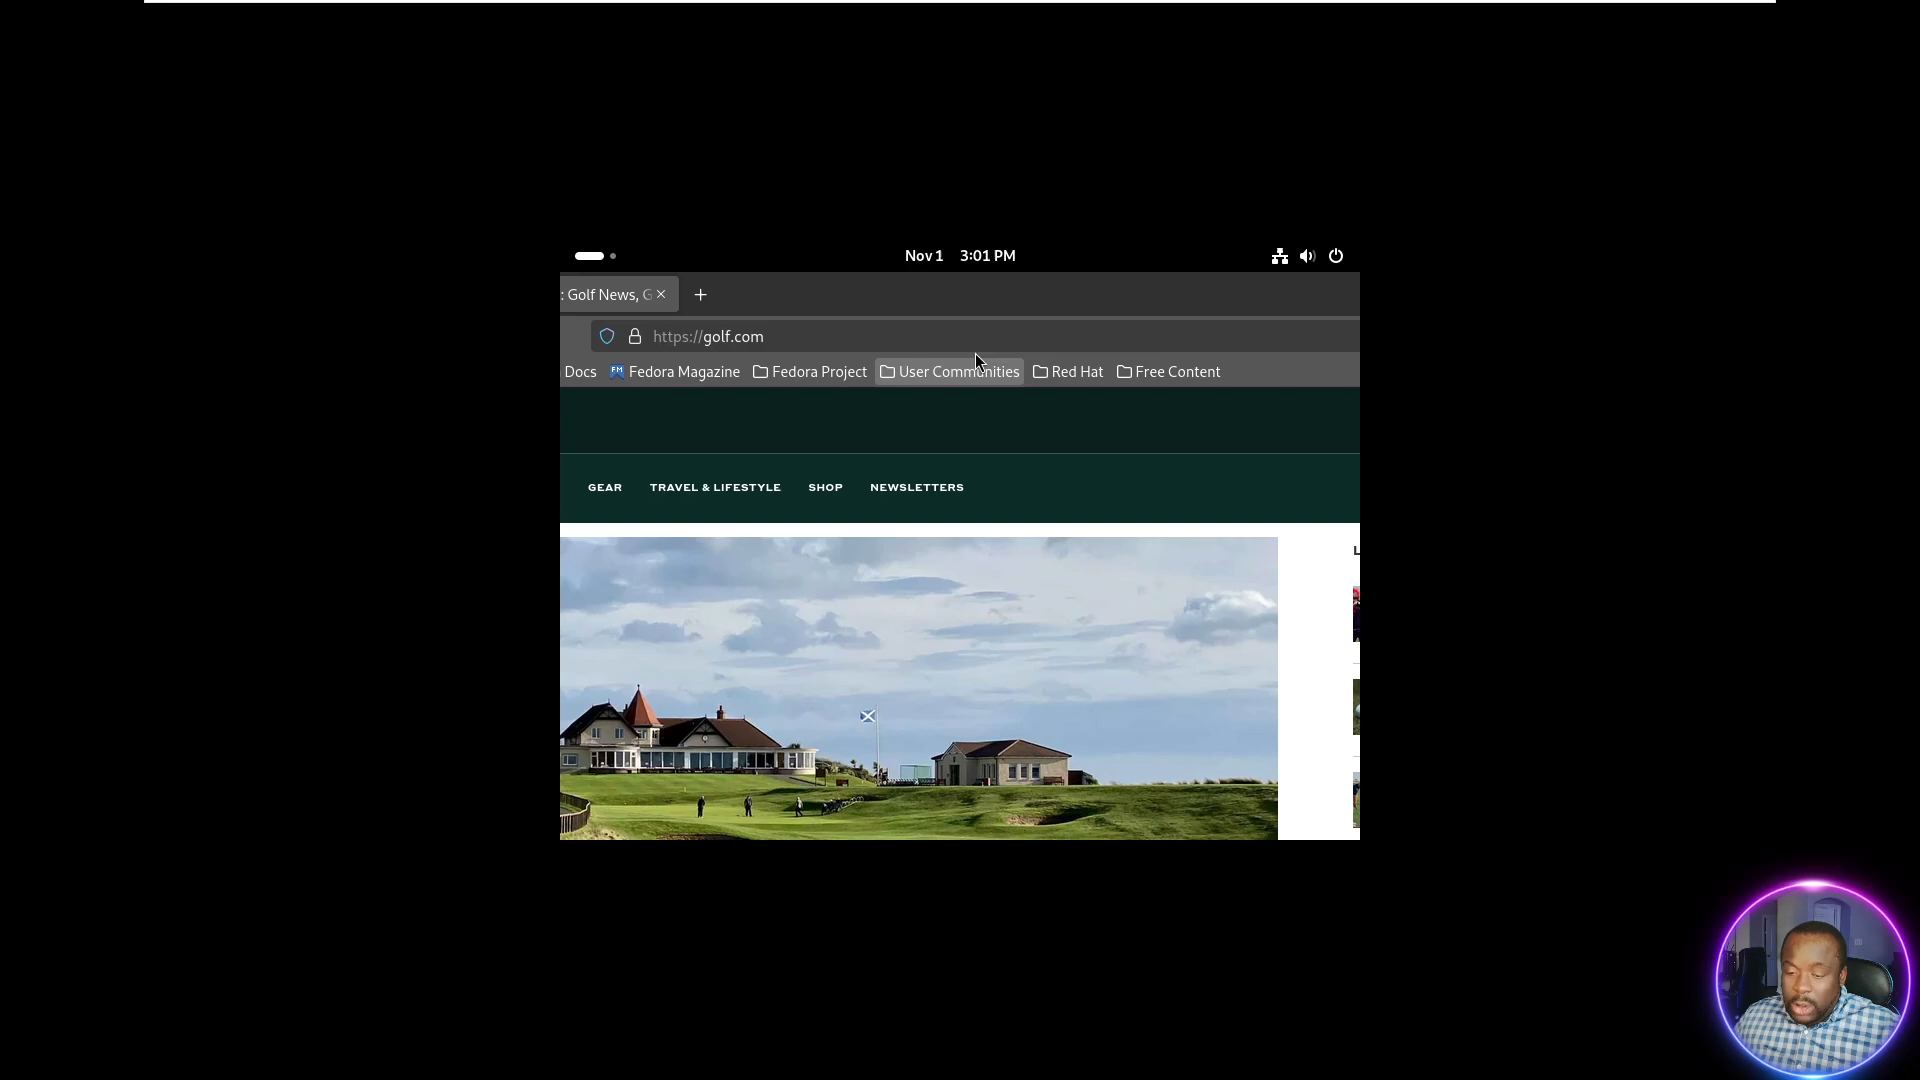 Nov 1 3:01 PM
: Golf News, G
https://golf.com
Docs Fedora Magazine Fedora Project User Communities Red Hat Free Content
GEAR TRAVEL & LIFESTYLE SHOP NEWSLETTERS
L